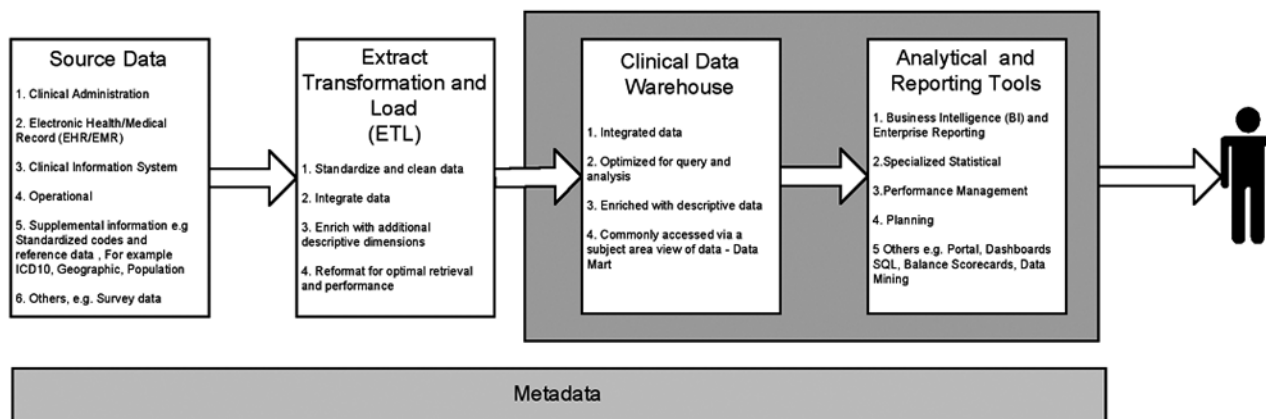 Source Data
1. Clinical Administration
2. Electronic Health/Medical
Record (EHR/EMR)
3. Clinical Information System
4. Operational
5. Supplemental information e.g
Standardized codes and
reference data , For example
ICD10, Geographic, Population
6. Others, e.g. Survey data
Extract
Transformation and
Load
(ETL)
1. Standardize and clean data
2. Integrate data
3. Enrich with additional
descriptive dimensions
4. Reformat for optimal retrieval
and performance
Clinical Data
Warehouse
1. Integrated data
2. Optimized for query and
analysis
3. Enriched with descriptive data
4. Commonly accessed via a
subject area view of data - Data
Mart
Analytical and
Reporting Tools
1. Business Intelligence (BI) and
Enterprise Reporting
2.Specialized Statistical
3.Performance Management
4. Planning
5 Others e.g. Portal, Dashboards
SQL, Balance Scorecards, Data
Mining
Metadata